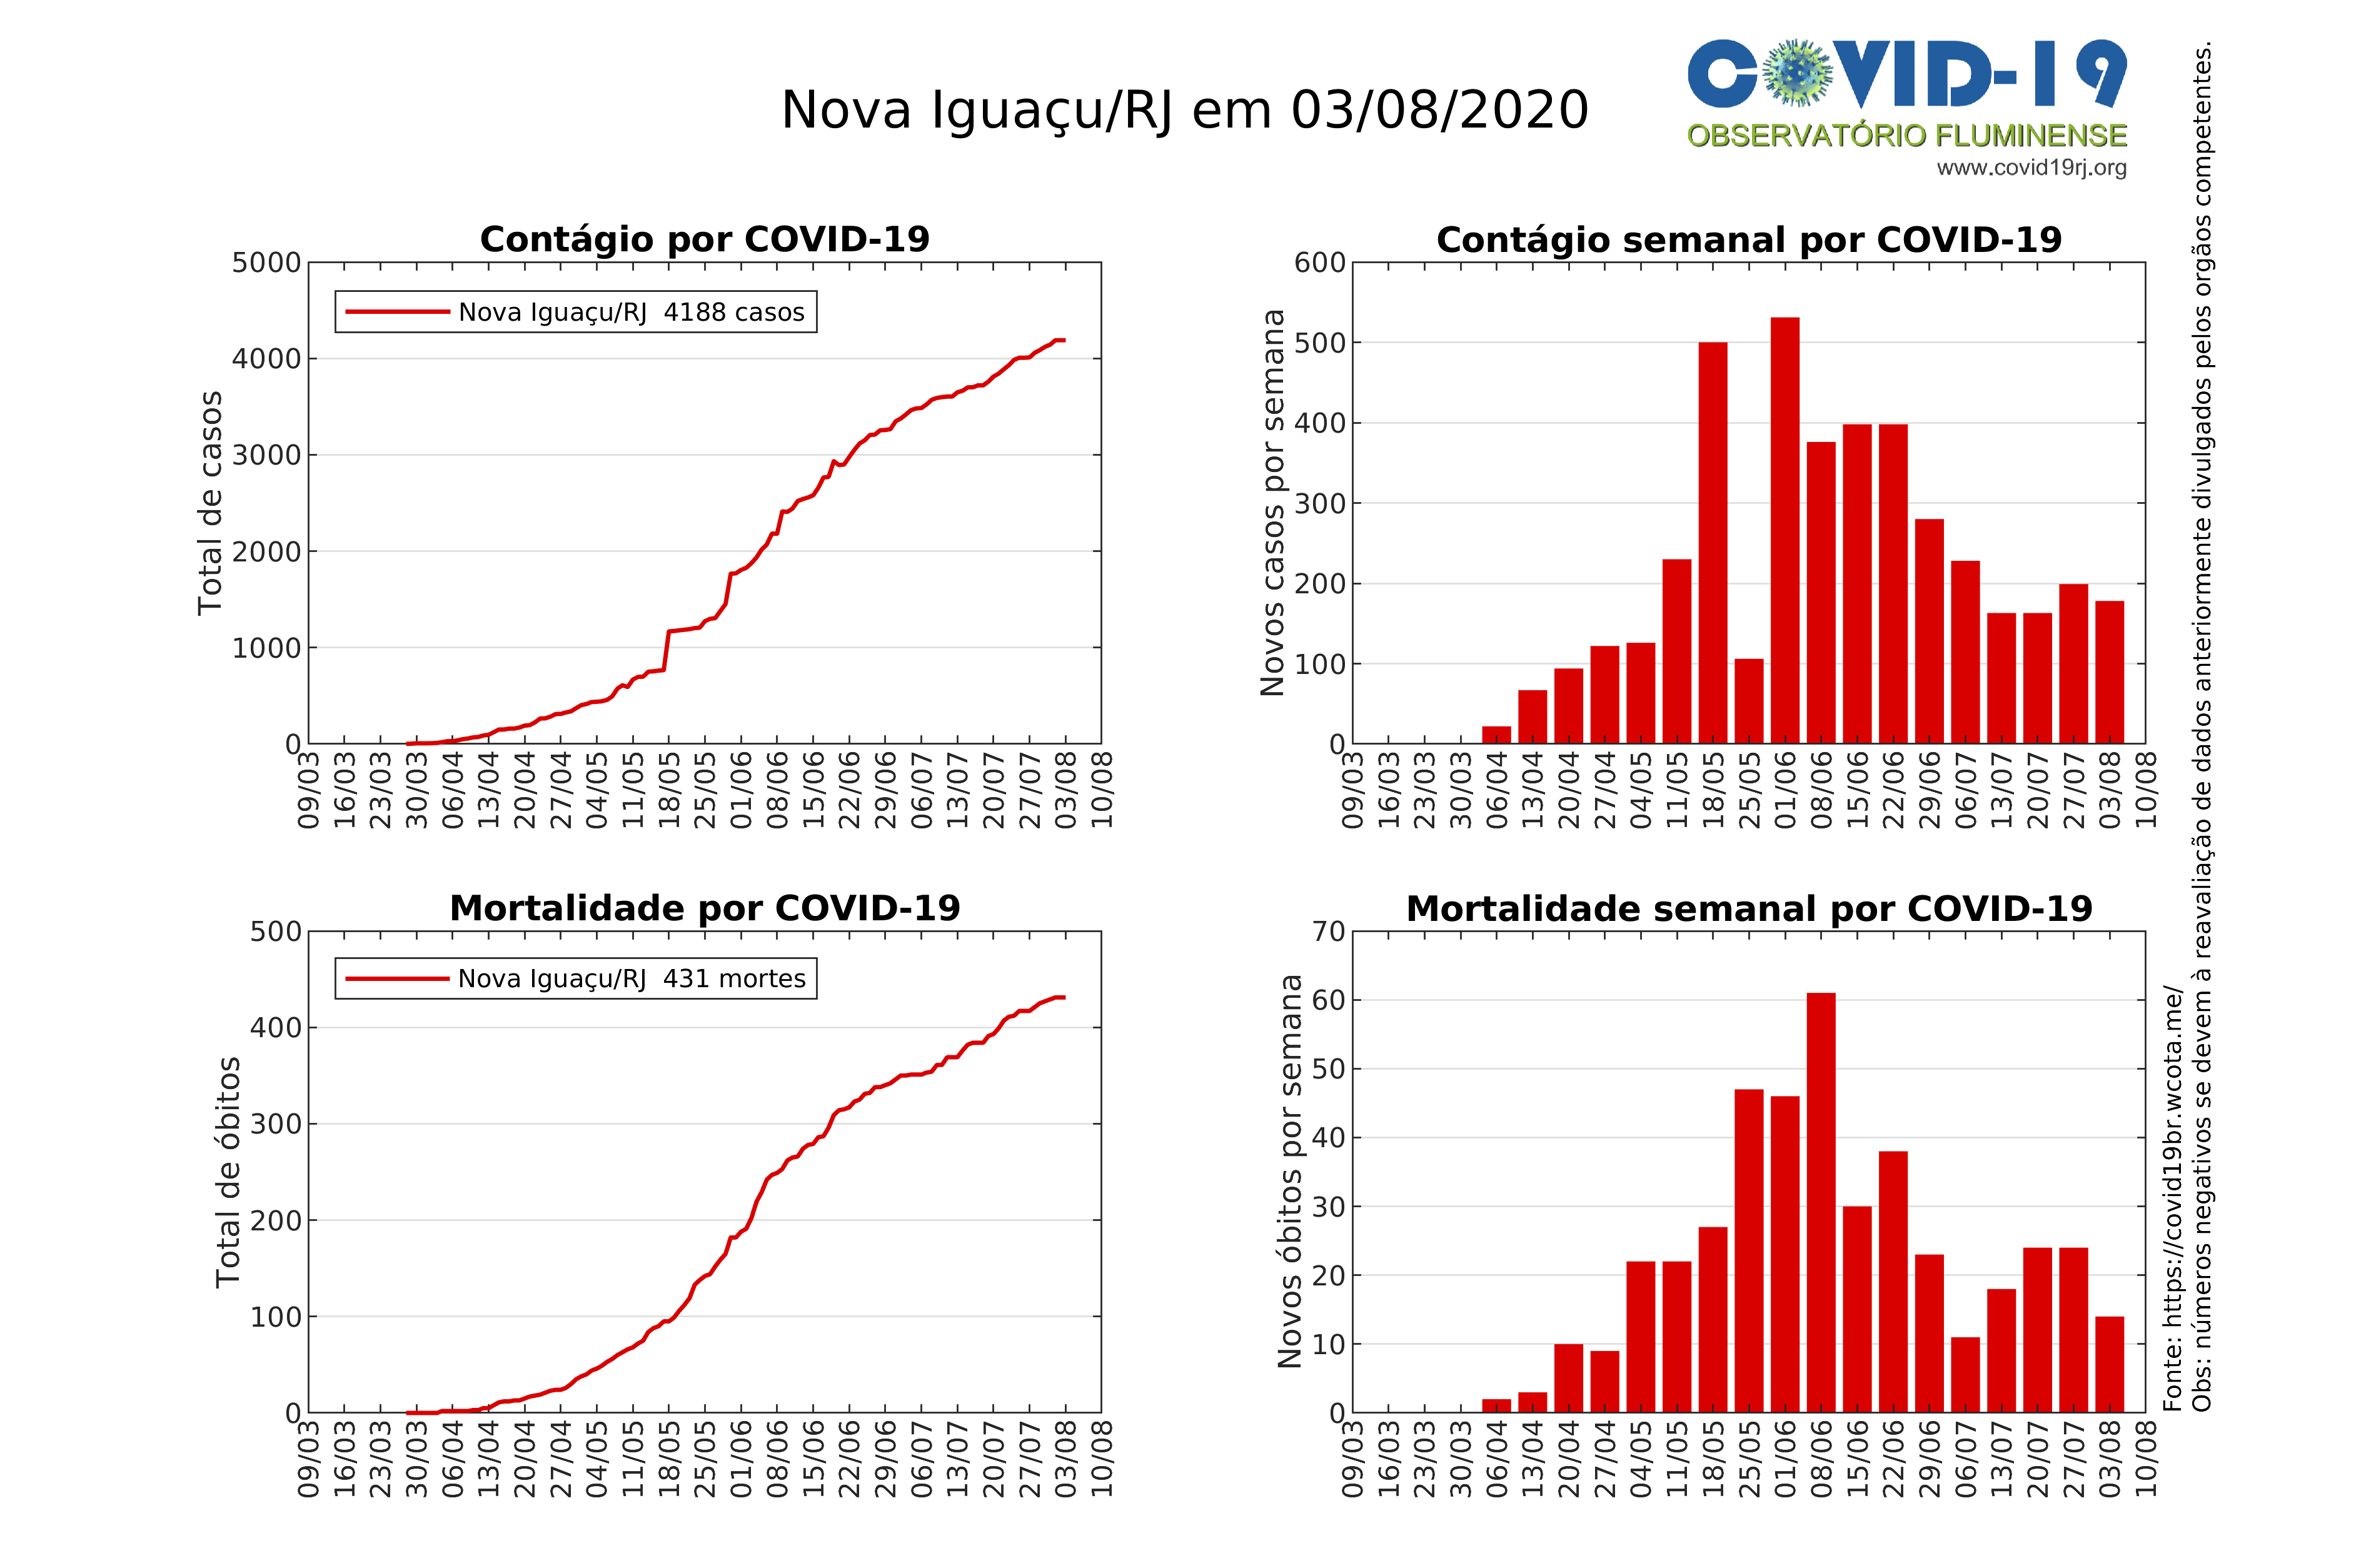 Nova Iguaçu/RJ em 03/08/2020
COVID-19
OBSERVATÓRIO FLUMINENSE
www.covid19rj.org
Contágio por COVID-19
Total de casos
5000
4000
3000
2000
1000
0
Nova Iguaçu/RJ 4188 casos
09/03 16/03 23/03 30/03 06/04 13/04 20/04 27/04 04/05 11/05 18/05 25/05 01/06 08/06 15/06 22/06 29/06 06/07 13/07 20/07 27/07 03/08 10/08
Contágio semanal por COVID-19
Novos casos por semana
600
500
400
300
200
100
0
09/03 16/03 23/03 30/03 06/04 13/04 20/04 27/04 04/05 11/05 18/05 25/05 01/06 08/06 15/06 22/06 29/06 06/07 13/07 20/07 27/07 03/08 10/08
Mortalidade por COVID-19
Total de óbitos
500
400
300
200
100
0
Nova Iguaçu/RJ 431 mortes
09/03 16/03 23/03 30/03 06/04 13/04 20/04 27/04 04/05 11/05 18/05 25/05 01/06 08/06 15/06 22/06 29/06 06/07 13/07 20/07 27/07 03/08 10/08
Mortalidade semanal por COVID-19
Novos óbitos por semana
70
60
50
40
30
20
10
0
09/03 16/03 23/03 30/03 06/04 13/04 20/04 27/04 04/05 11/05 18/05 25/05 01/06 08/06 15/06 22/06 29/06 06/07 13/07 20/07 27/07 03/08 10/08
Fonte: https://covid19br.wcota.me/
Obs: números negativos se devem à reavaliação de dados anteriormente divulgados pelos orgãos competentes.